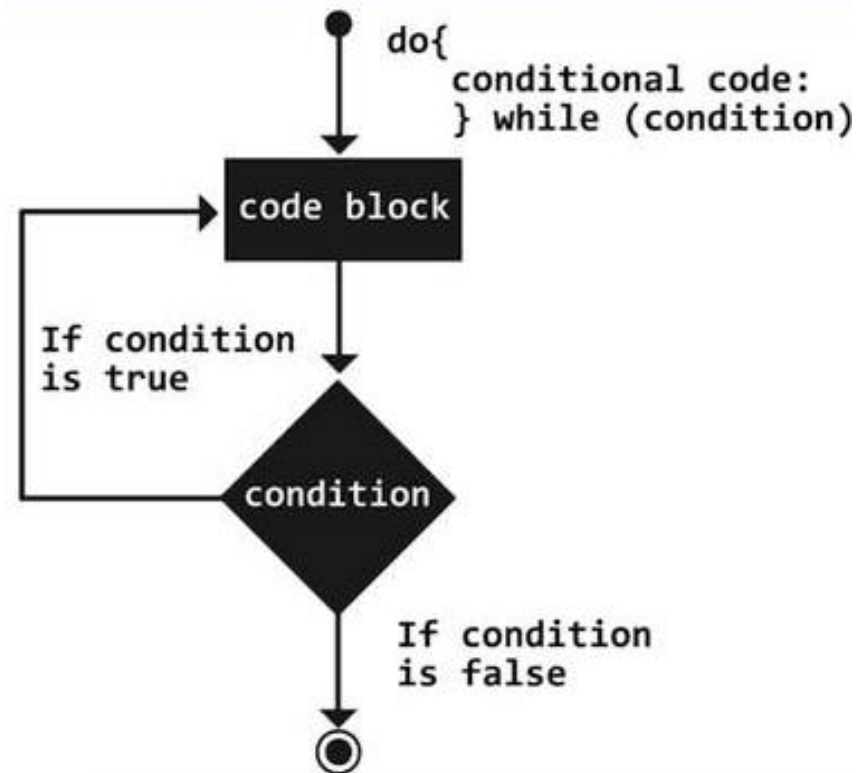 do{
conditional code:
} while (condition)
code block
If condition
is true
condition
If condition
is false